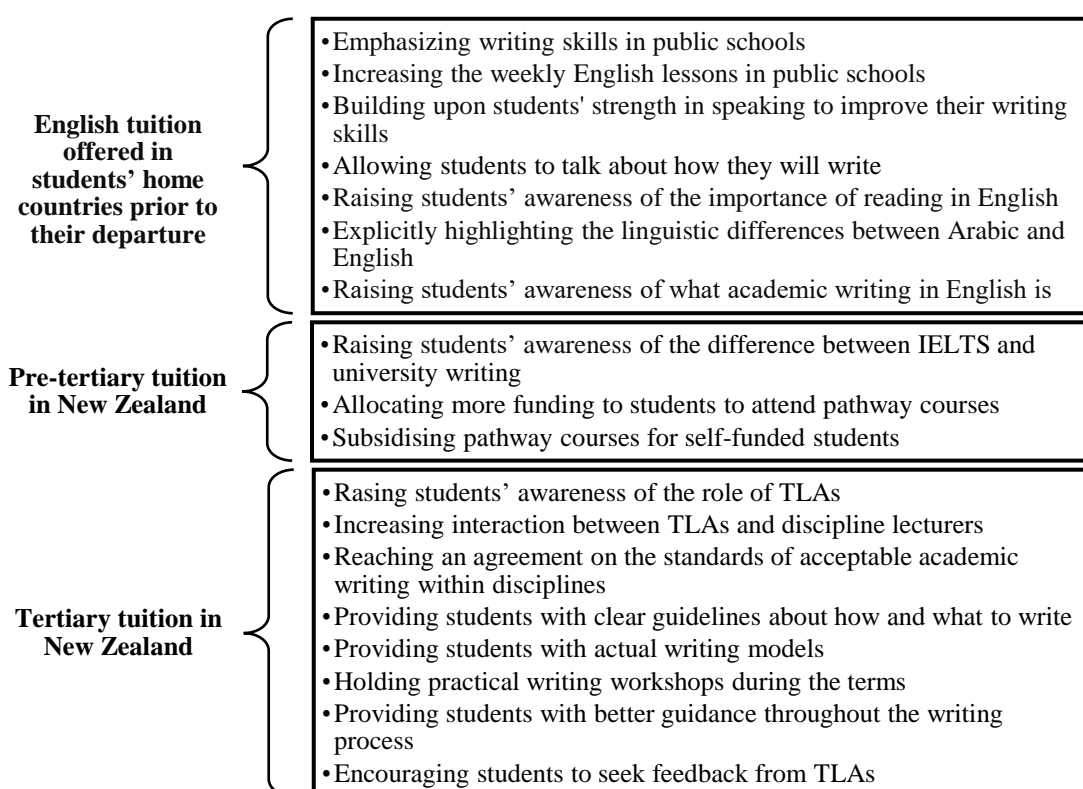 English tuition
offered in
students’ home
countries prior to
their departure
•Emphasizing writing skills in public schools
•Increasing the weekly English lessons in public schools
•Building upon students' strength in speaking to improve their writing
skills
•Allowing students to talk about how they will write
•Raising students’ awareness of the importance of reading in English
•Explicitly highlighting the linguistic differences between Arabic and
English
•Raising students’ awareness of what academic writing in English is
Pre-tertiary tuition
in New Zealand
•Raising students’ awareness of the difference between IELTS and
university writing
•Allocating more funding to students to attend pathway courses
•Subsidising pathway courses for self-funded students
Tertiary tuition in
New Zealand
•Rasing students’ awareness of the role of TLAs
•Increasing interaction between TLAs and discipline lecturers
•Reaching an agreement on the standards of acceptable academic
writing within disciplines
•Providing students with clear guidelines about how and what to write
•Providing students with actual writing models
•Holding practical writing workshops during the terms
•Providing students with better guidance throughout the writing
process
•Encouraging students to seek feedback from TLAs